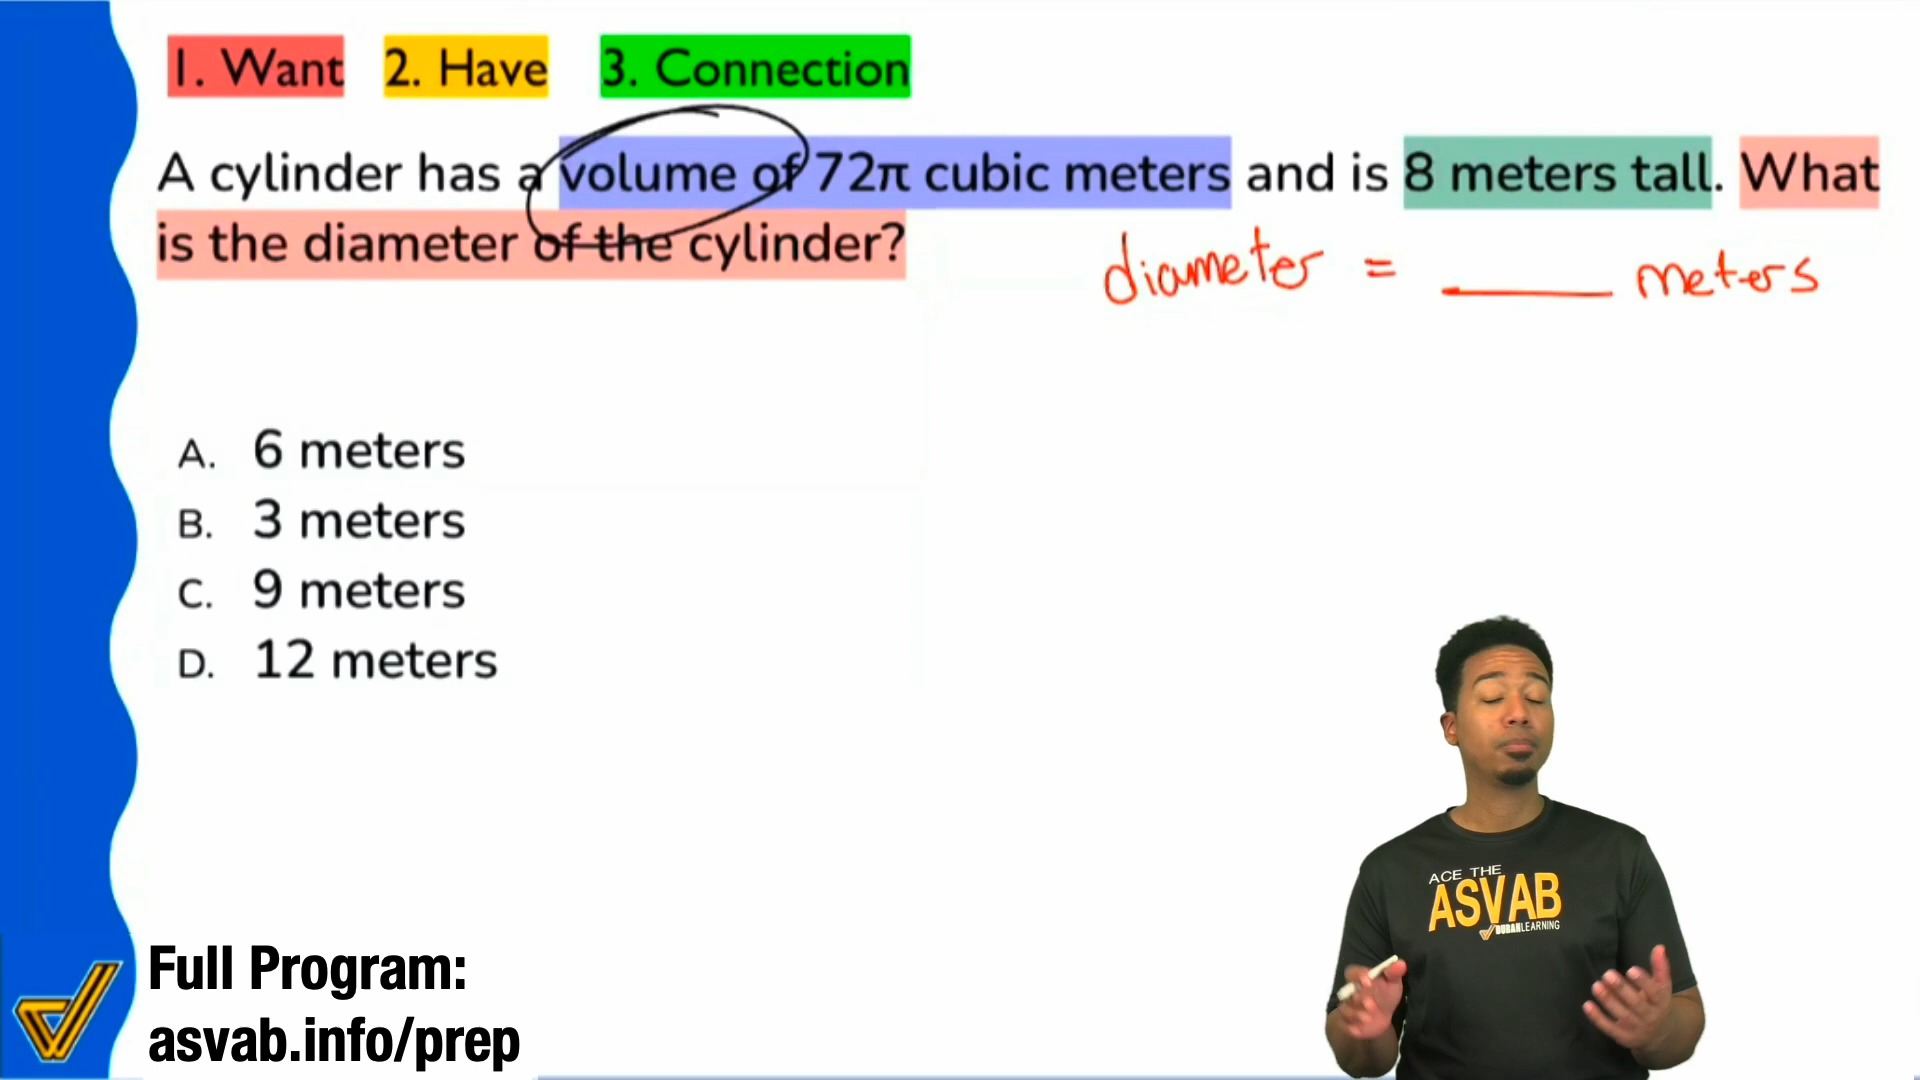 1. Want 2. Have 3. Connection
A cylinder has a volume of 72π cubic meters and is 8 meters tall. What
is the diameter of the cylinder?
diameter = ______ meters
A. 6 meters
B. 3 meters
C. 9 meters
D. 12 meters
ACE THE
ASVAB
DURANLEARNING
Full Program:
asvab.info/prep